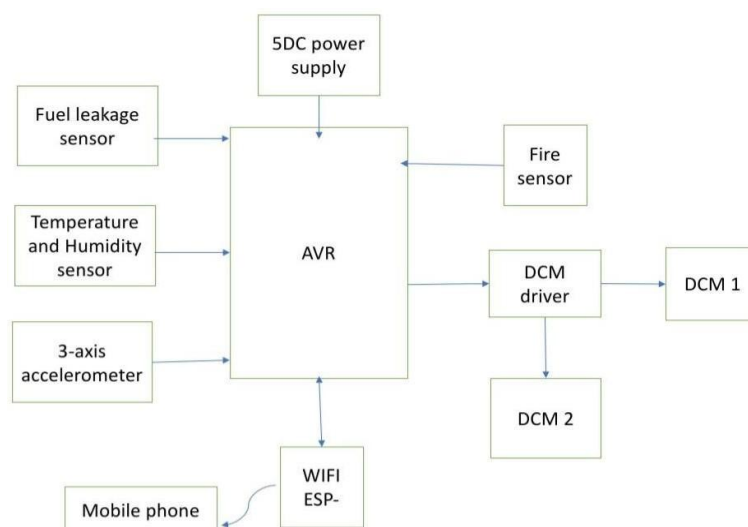 5DC power
supply
Fuel leakage
sensor
Fire
sensor
Temperature
and Humidity
sensor
AVR
DCM
driver
DCM 1
3-axis
accelerometer
DCM 2
WIFI
ESP-
Mobile phone